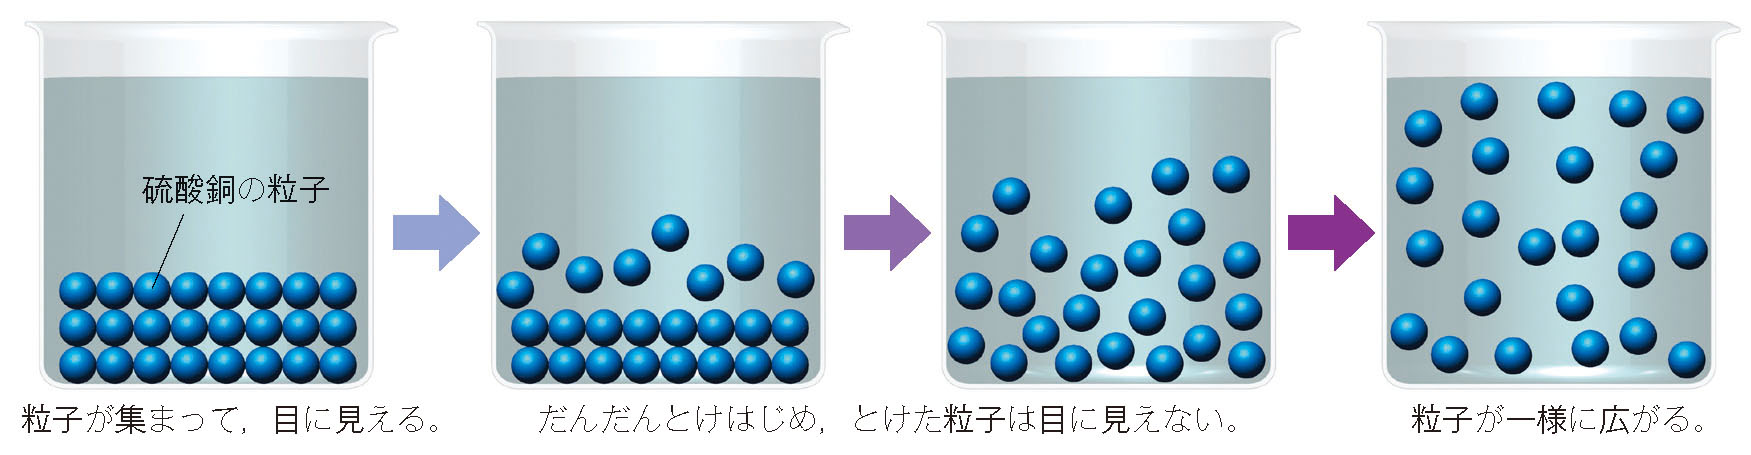 硫酸銅の粒子
粒子が集まって，目に見える。
だんだんとけはじめ，とけた粒子は目に見えない。
粒子が一様に広がる。